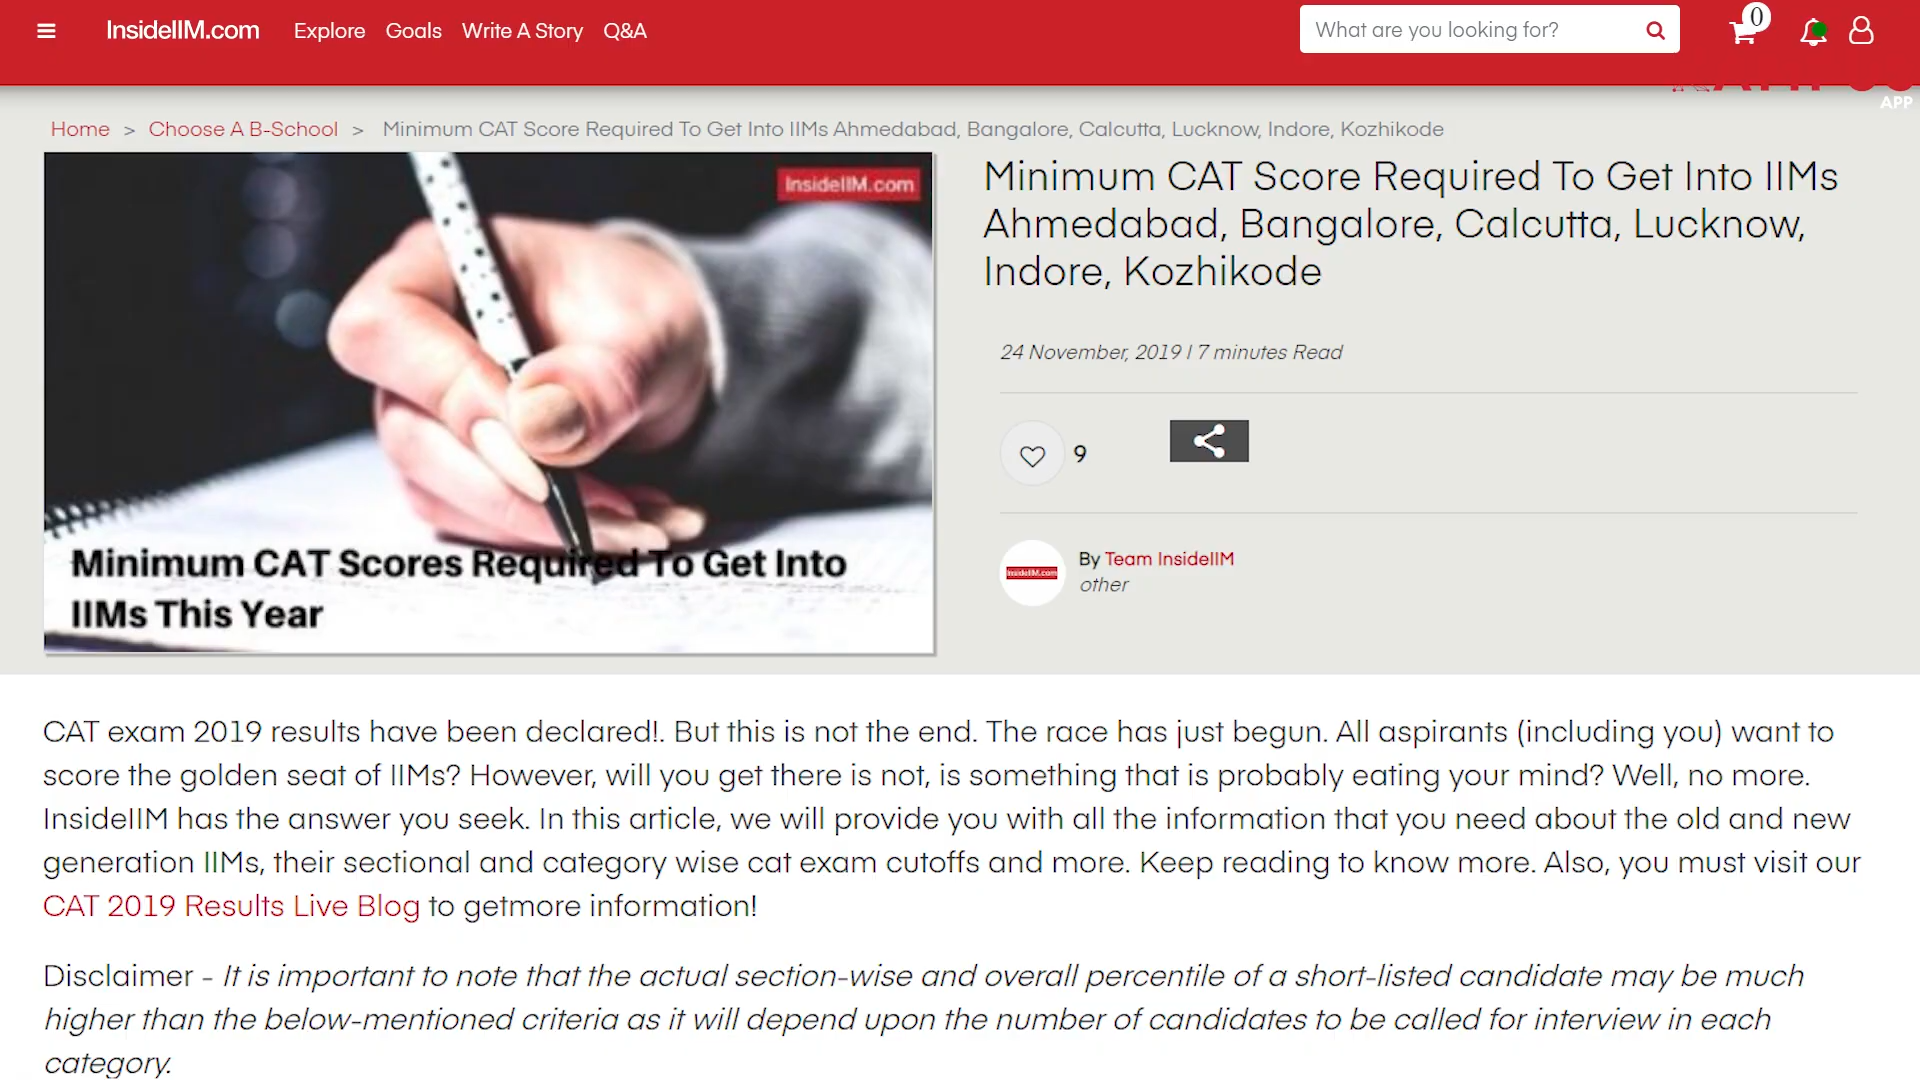 InsideIIM.com Explore Goals Write A Story Q&A What are you looking for? 0
APP
Home > Choose A B-School > Minimum CAT Score Required To Get Into IIMs Ahmedabad, Bangalore, Calcutta, Lucknow, Indore, Kozhikode
InsideIIM.com
Minimum CAT Scores Required To Get Into
IIMs This Year
Minimum CAT Score Required To Get Into IIMs
Ahmedabad, Bangalore, Calcutta, Lucknow,
Indore, Kozhikode
24 November, 2019 | 7 minutes Read
9
InsideIIM.com
By Team InsideIIM
other
CAT exam 2019 results have been declared!. But this is not the end. The race has just begun. All aspirants (including you) want to
score the golden seat of IIMs? However, will you get there is not, is something that is probably eating your mind? Well, no more.
InsideIIM has the answer you seek. In this article, we will provide you with all the information that you need about the old and new
generation IIMs, their sectional and category wise cat exam cutoffs and more. Keep reading to know more. Also, you must visit our
CAT 2019 Results Live Blog to getmore information!
Disclaimer - It is important to note that the actual section-wise and overall percentile of a short-listed candidate may be much
higher than the below-mentioned criteria as it will depend upon the number of candidates to be called for interview in each
category.